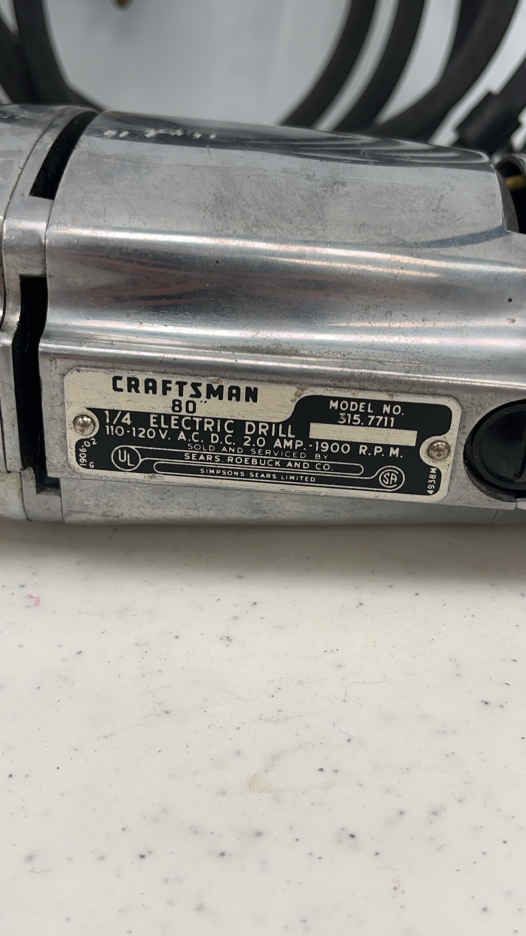 CRAFTSMAN
80
MODEL NO.
315.7711
1/4 ELECTRIC DRILL
110-120V. A.C. D.C. 2.0 AMP.-1900 R.P.M.
SOLD AND SERVICED BY
SEARS, ROEBUCK AND CO.
SIMPSONS SEARS LIMITED
UL
SA
4938M